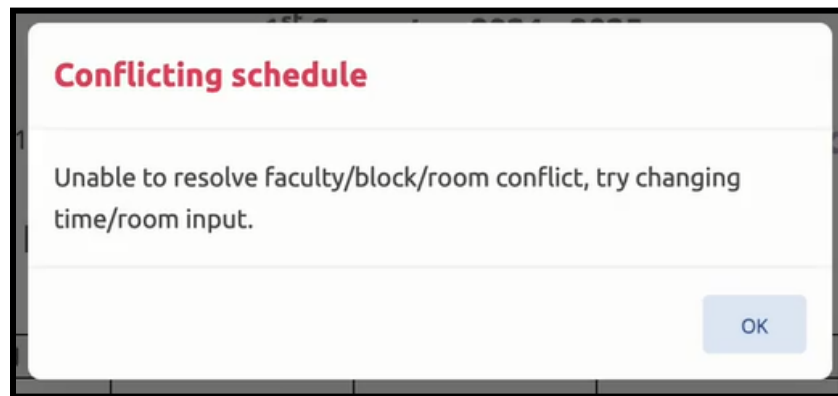 Conflicting schedule
Unable to resolve faculty/block/room conflict, try changing
time/room input.
OK